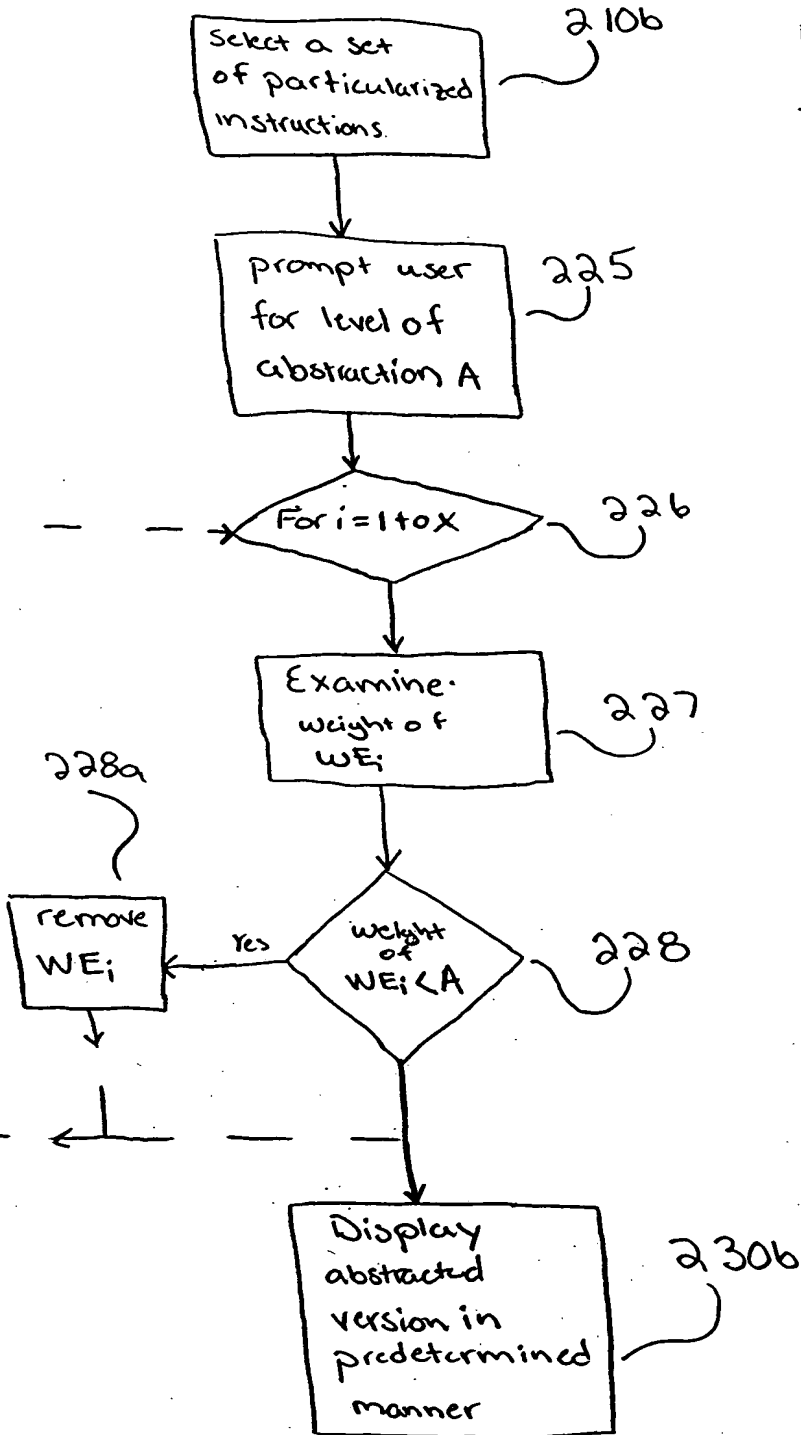 210b
Select a set
of particularized
instructions.
prompt user
for level of
abstraction A
225
For i = 1 to X
226
Examine.
weight of
WEi
227
228a
remove
WEi
Yes
weight
of
WEi < A
228
Display
abstracted
version in
predetermined
manner
230b